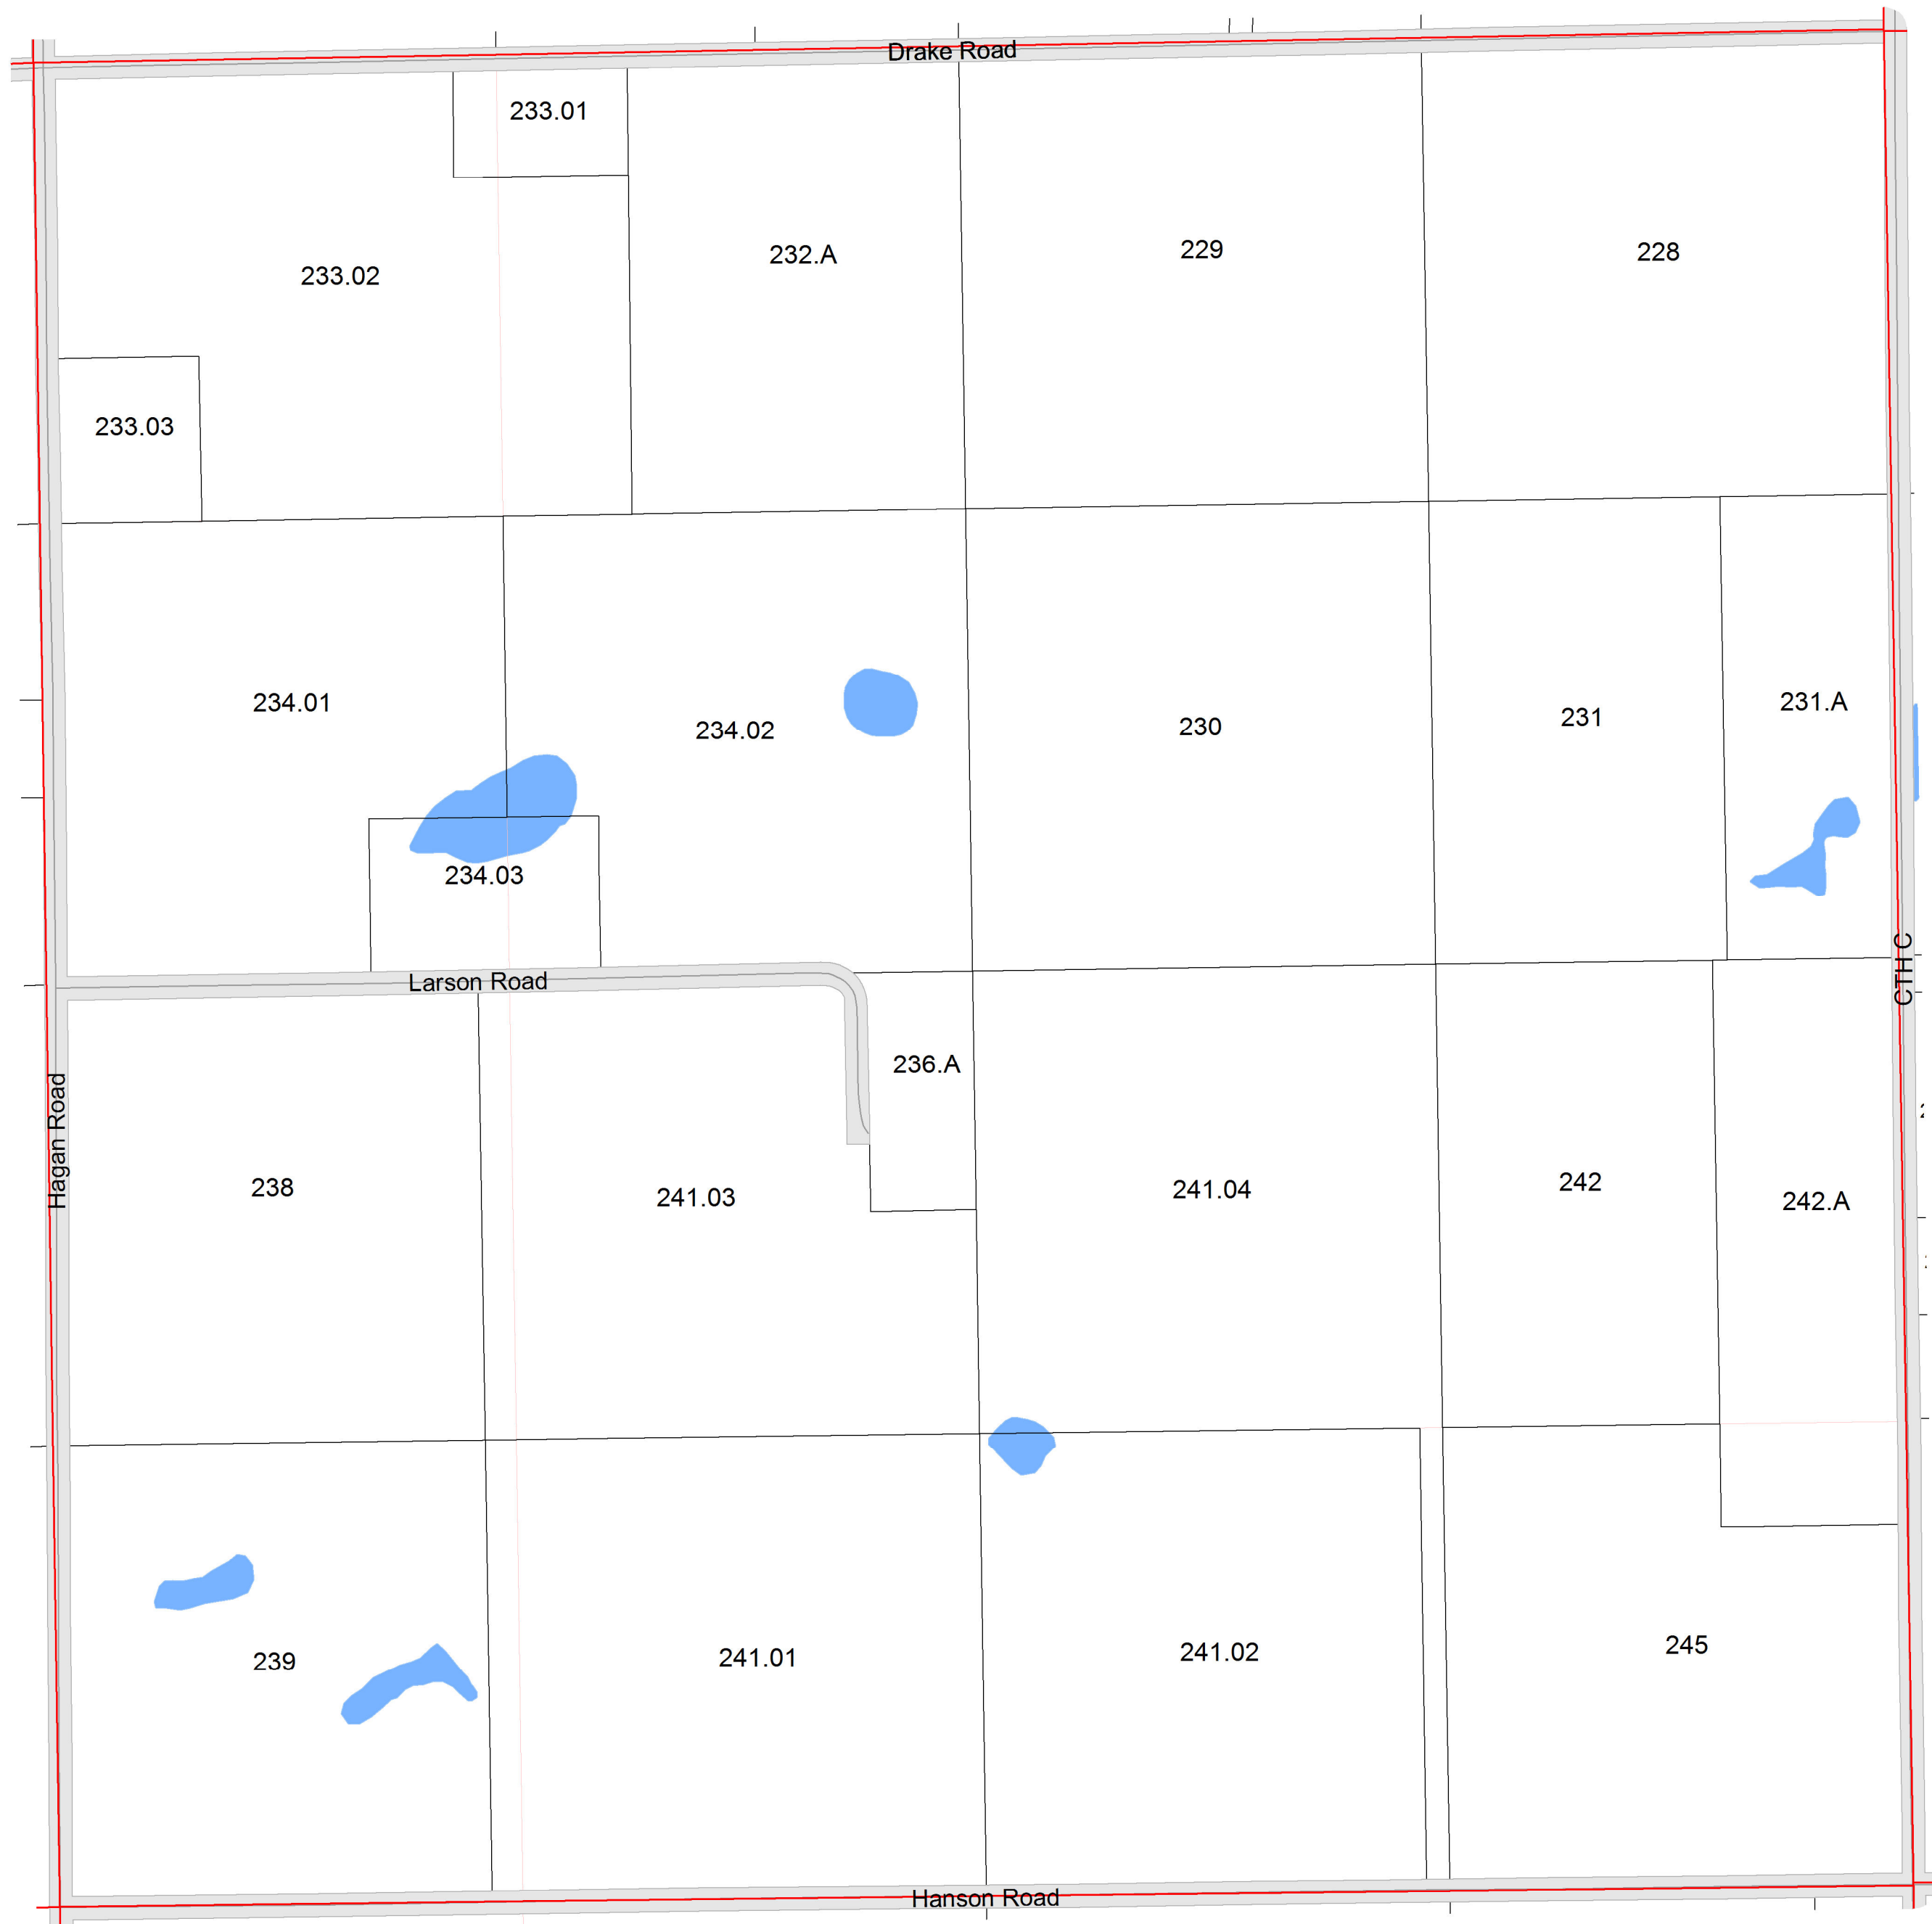 Drake Road
233.01
232.A
229
228
233.02
233.03
234.01
234.02
230
231
231.A
234.03
Larson Road
CTH C
236.A
Hagan Road
238
241.03
241.04
242
242.A
239
241.01
241.02
245
Hanson Road